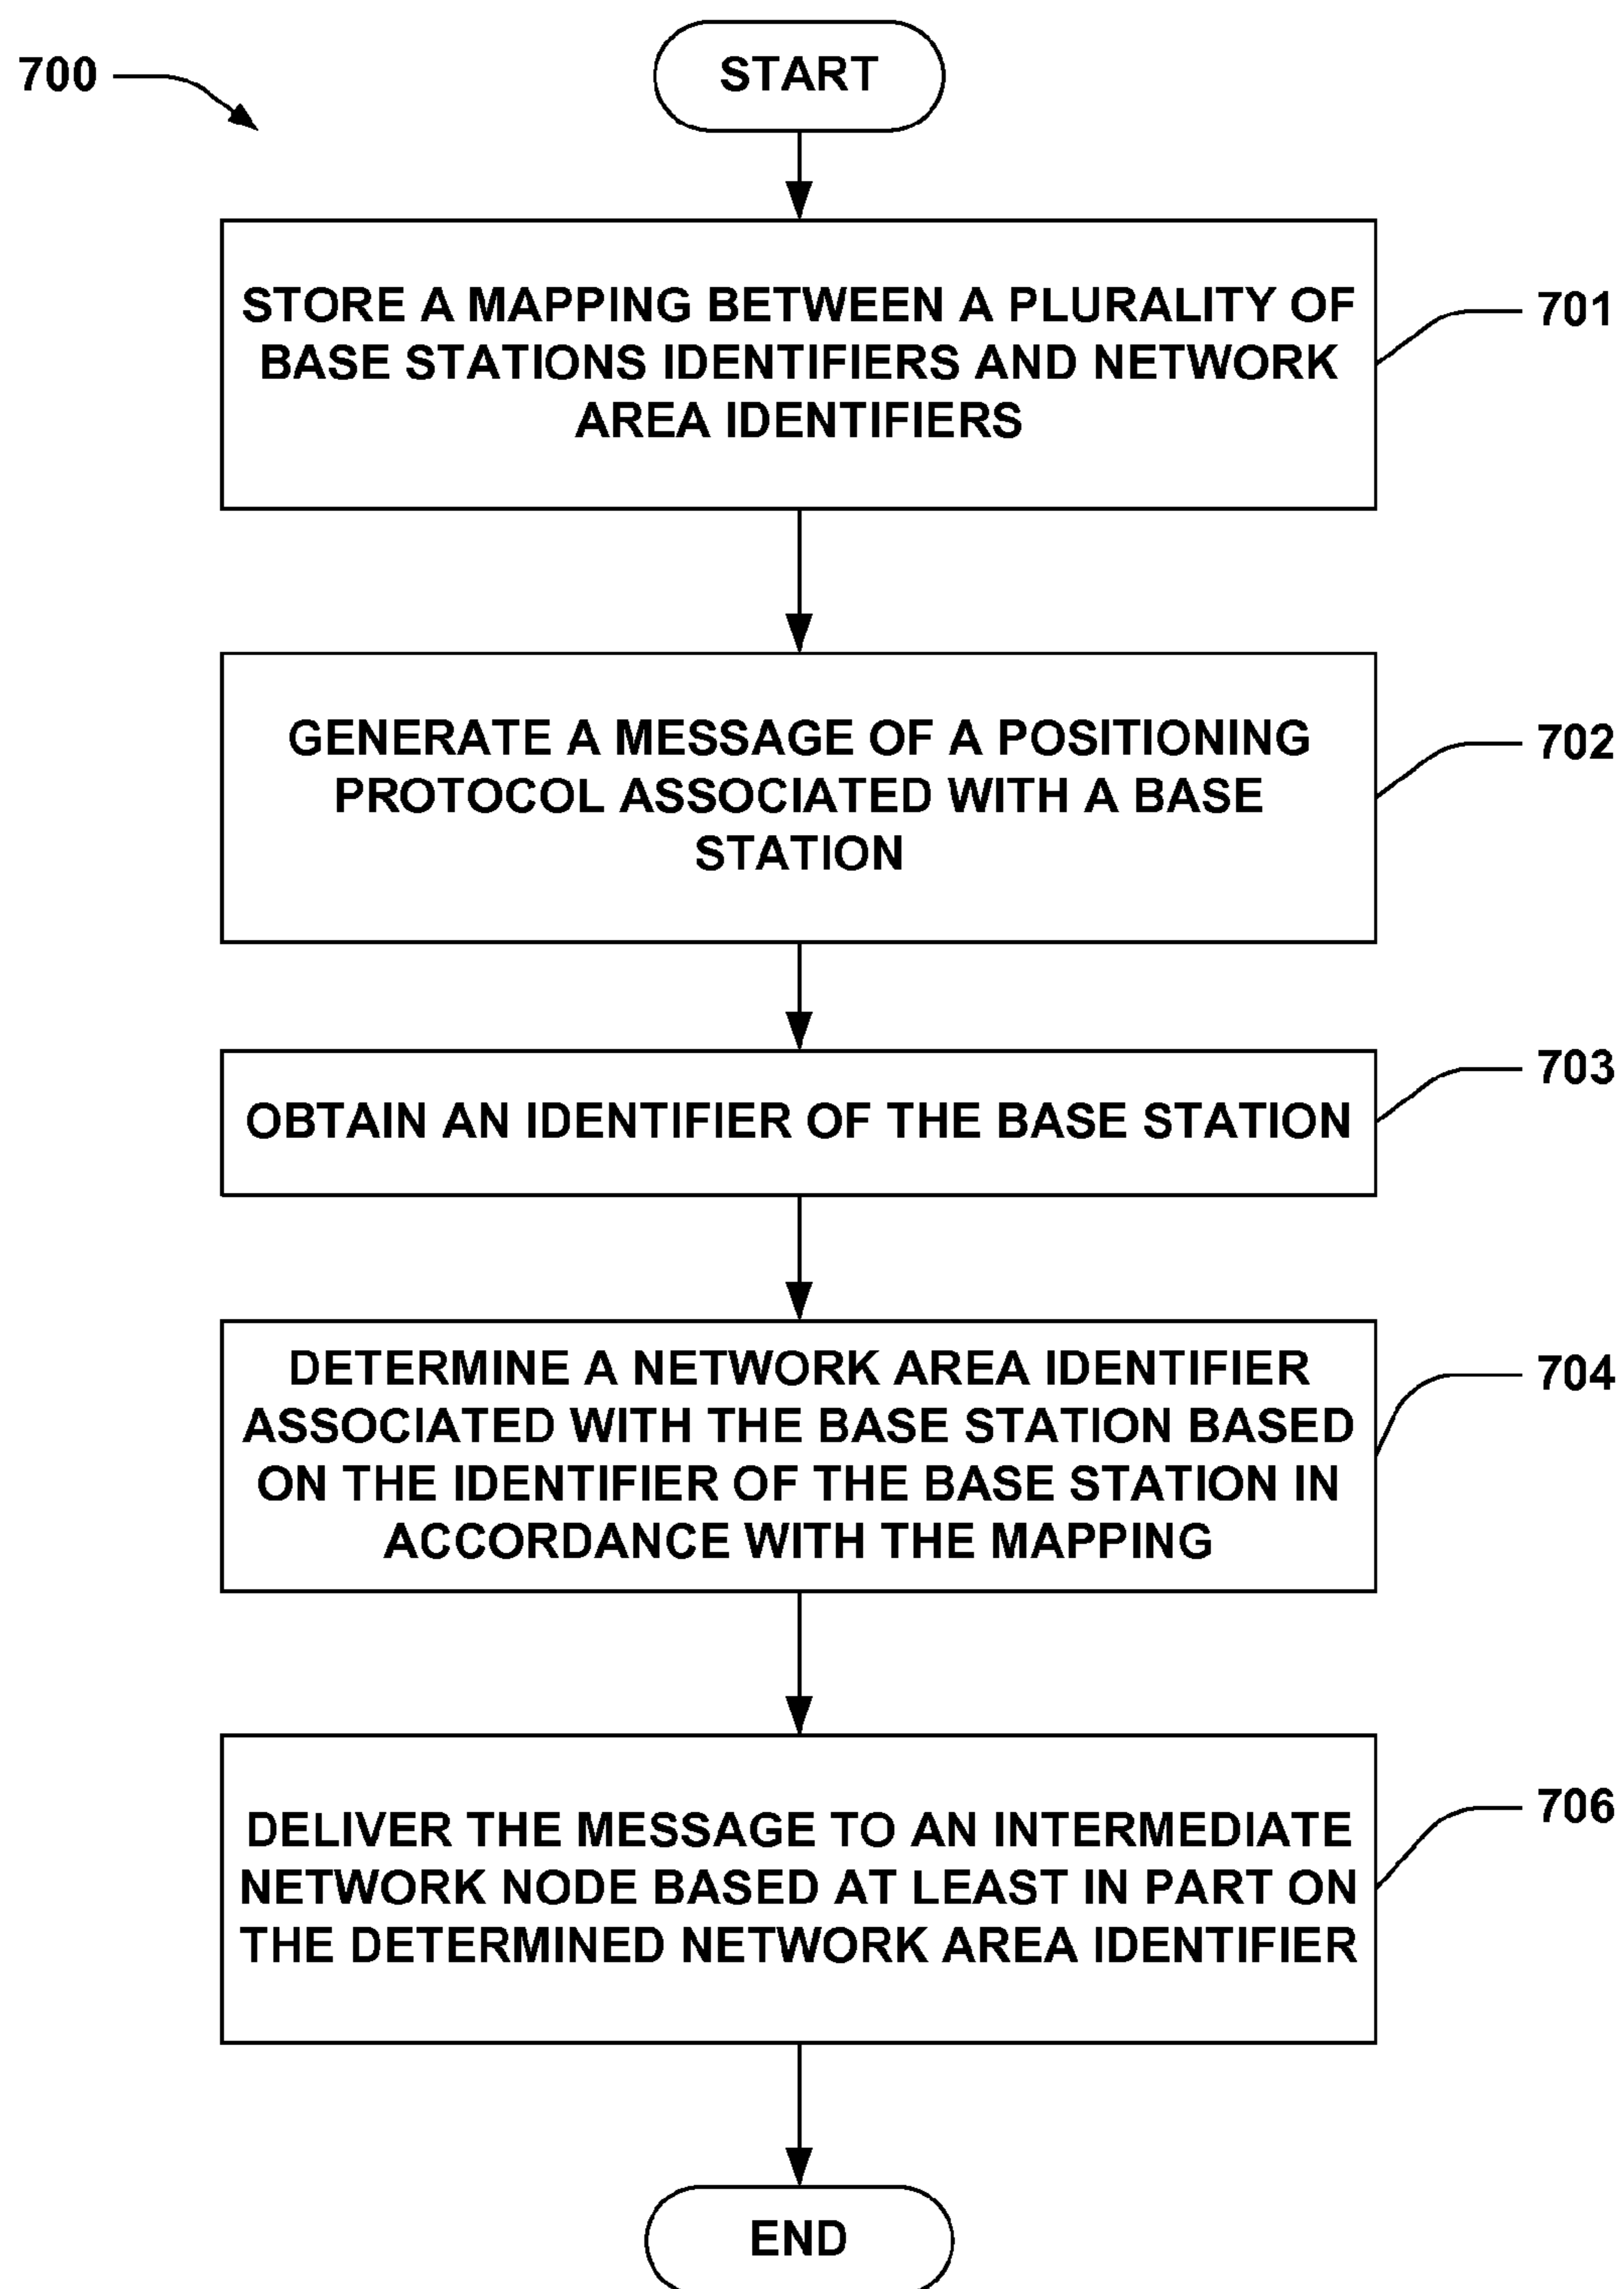 700
START
STORE A MAPPING BETWEEN A PLURALITY OF
BASE STATIONS IDENTIFIERS AND NETWORK
AREA IDENTIFIERS
701
GENERATE A MESSAGE OF A POSITIONING
PROTOCOL ASSOCIATED WITH A BASE
STATION
702
OBTAIN AN IDENTIFIER OF THE BASE STATION
703
DETERMINE A NETWORK AREA IDENTIFIER
ASSOCIATED WITH THE BASE STATION BASED
ON THE IDENTIFIER OF THE BASE STATION IN
ACCORDANCE WITH THE MAPPING
704
DELIVER THE MESSAGE TO AN INTERMEDIATE
NETWORK NODE BASED AT LEAST IN PART ON
THE DETERMINED NETWORK AREA IDENTIFIER
706
END